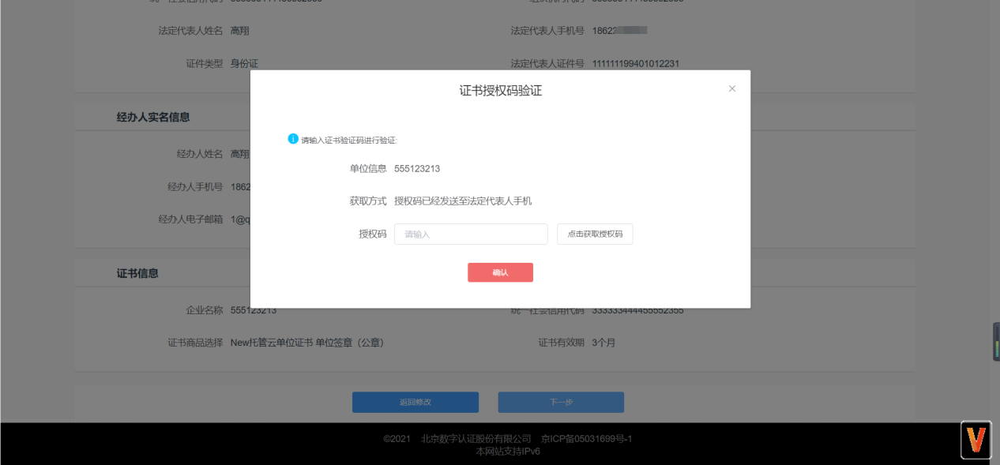 法定代表人姓名 高翔 法定代表人手机号 18622
证件类型 身份证 法定代表人证件号 111111199401012231
证书授权码验证
经办人实名信息
请输入证书验证码进行验证:
经办人姓名 高翔
单位信息 555123213
经办人手机号 1862
获取方式 授权码已经发送至法定代表人手机
经办人电子邮箱 1@q
授权码 请输入 点击获取授权码
证书信息
确认
企业名称 555123213 统一社会信用代码 333333444455552355
证书商品选择 New托管云单位证书 单位签章（公章） 证书有效期 3个月
返回修改 下一步
©2021 北京数字认证股份有限公司 京ICP备05031699号-1
本网站支持IPv6